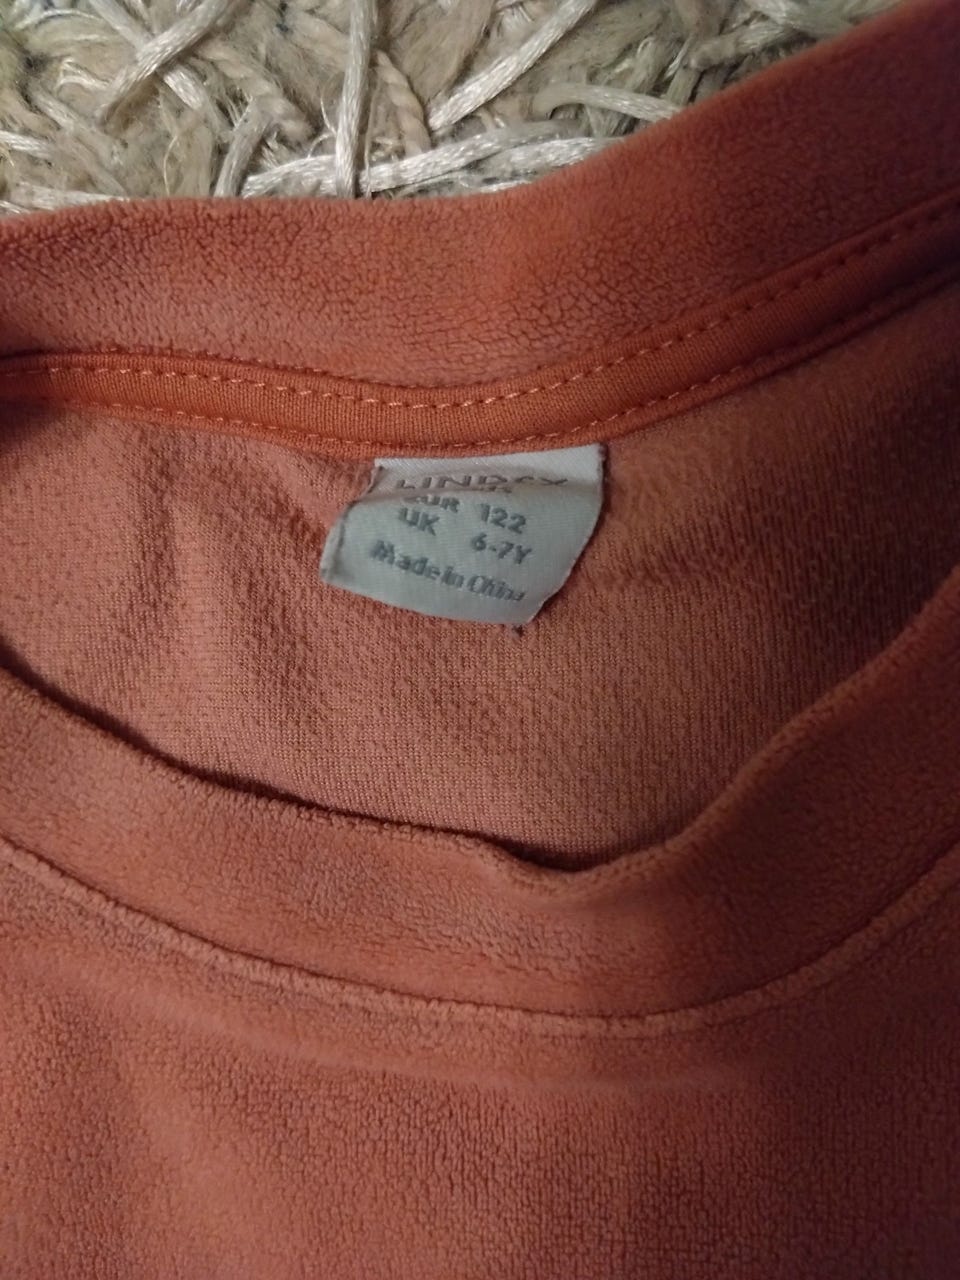 LINDEX
EUR 122
UK 6-7Y
Made in China